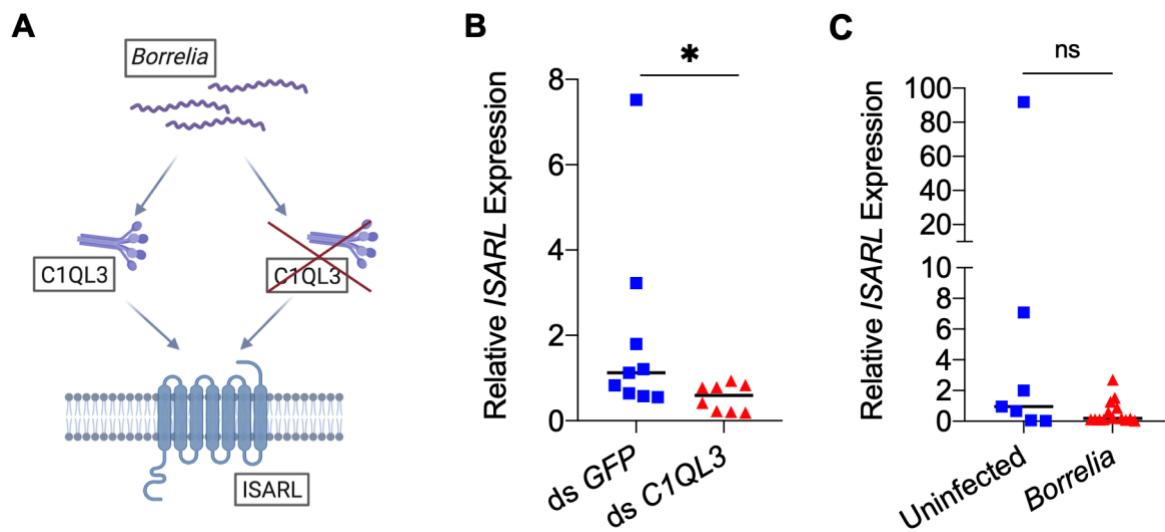 A
Borrelia
C1QL3
C1QL3
ISARL
B
*
Relative ISARL Expression
8
6
4
2
0
ds GFP
ds C1QL3
C
ns
Relative ISARL Expression
100
80
60
40
20
10
8
6
4
2
0
Uninfected
Borrelia